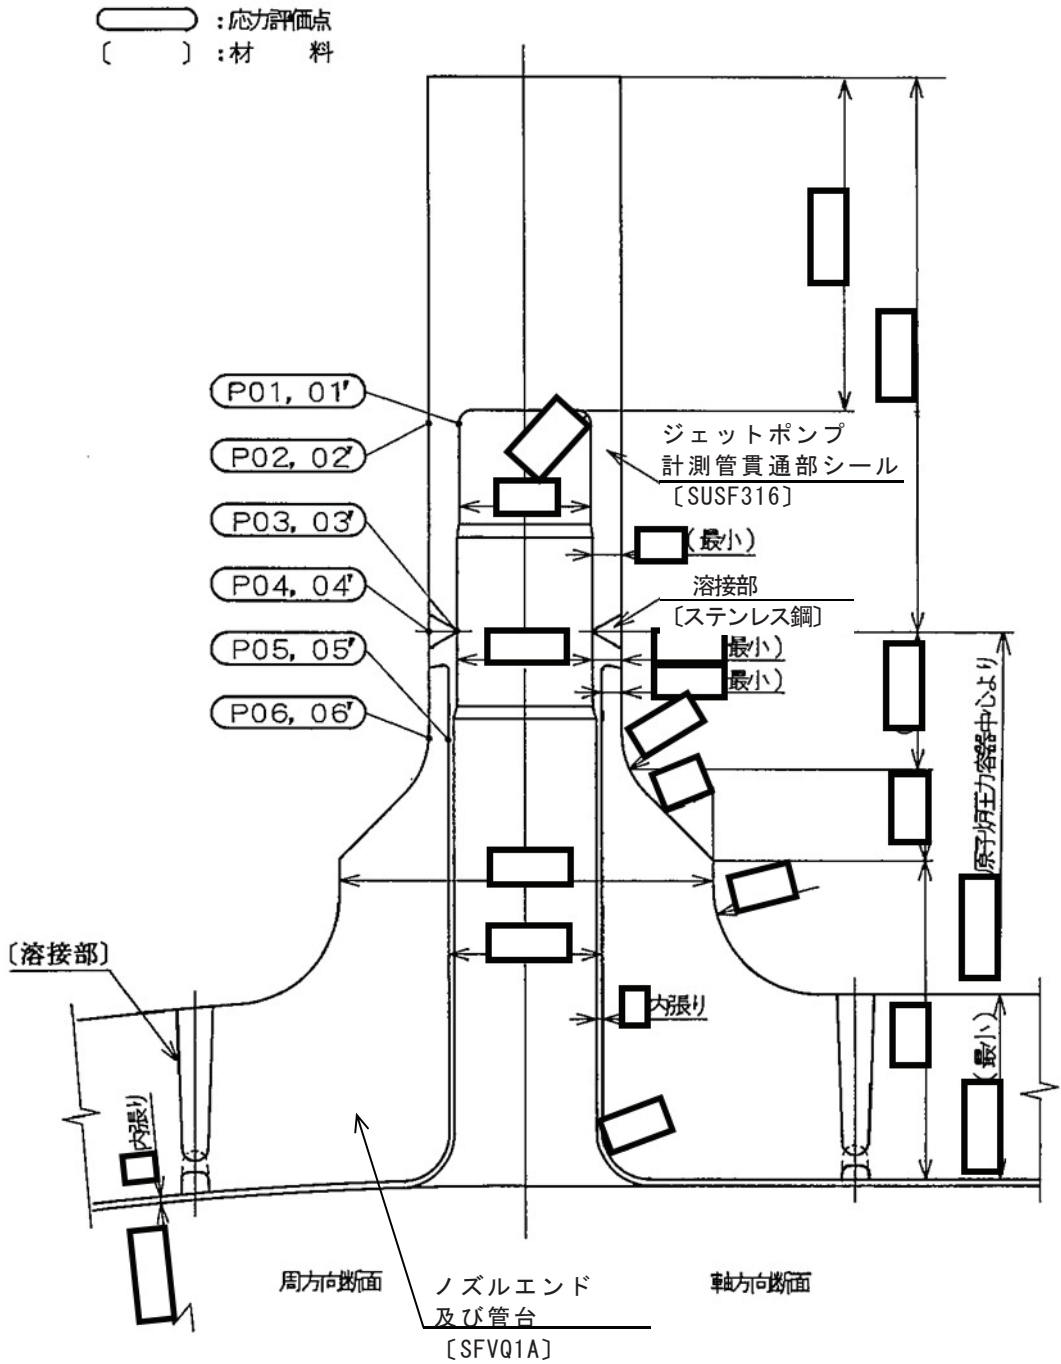 ：応力評価点
〔　　〕：材　料
P01, 01'
P02, 02'
P03, 03'
P04, 04'
P05, 05'
P06, 06'
ジェットポンプ
計測管貫通部シール
〔SUSF316〕
(最小)
溶接部
〔ステンレス鋼〕
最小)
最小)
原子炉圧力容器中心より
〔溶接部〕
内張り
(最小)
内張り
周方向断面
軸方向断面
ノズルエンド
及び管台
〔SFVQ1A〕